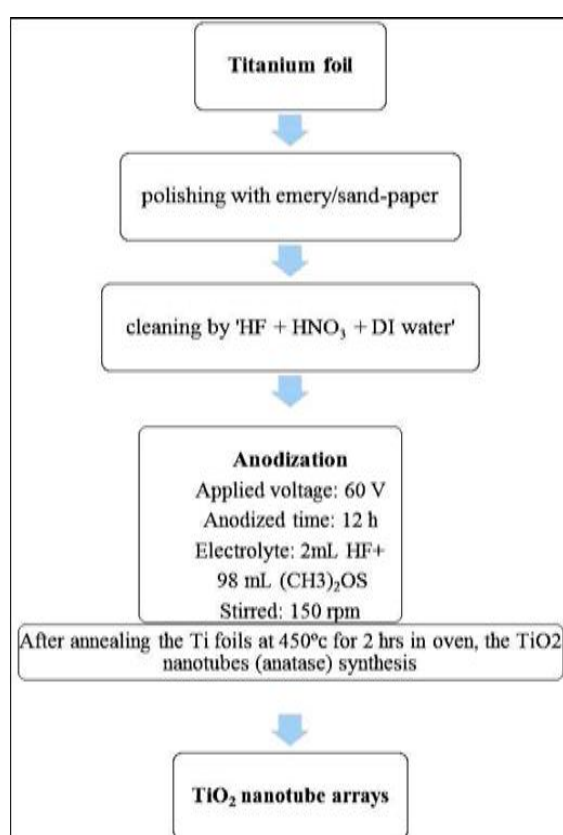 Titanium foil
polishing with emery/sand-paper
cleaning by 'HF + HNO₃ + DI water'
Anodization
Applied voltage: 60 V
Anodized time: 12 h
Electrolyte: 2mL HF+
98 mL (CH3)₂OS
Stirred: 150 rpm
After annealing the Ti foils at 450ºc for 2 hrs in oven, the TiO2
nanotubes (anatase) synthesis
TiO₂ nanotube arrays